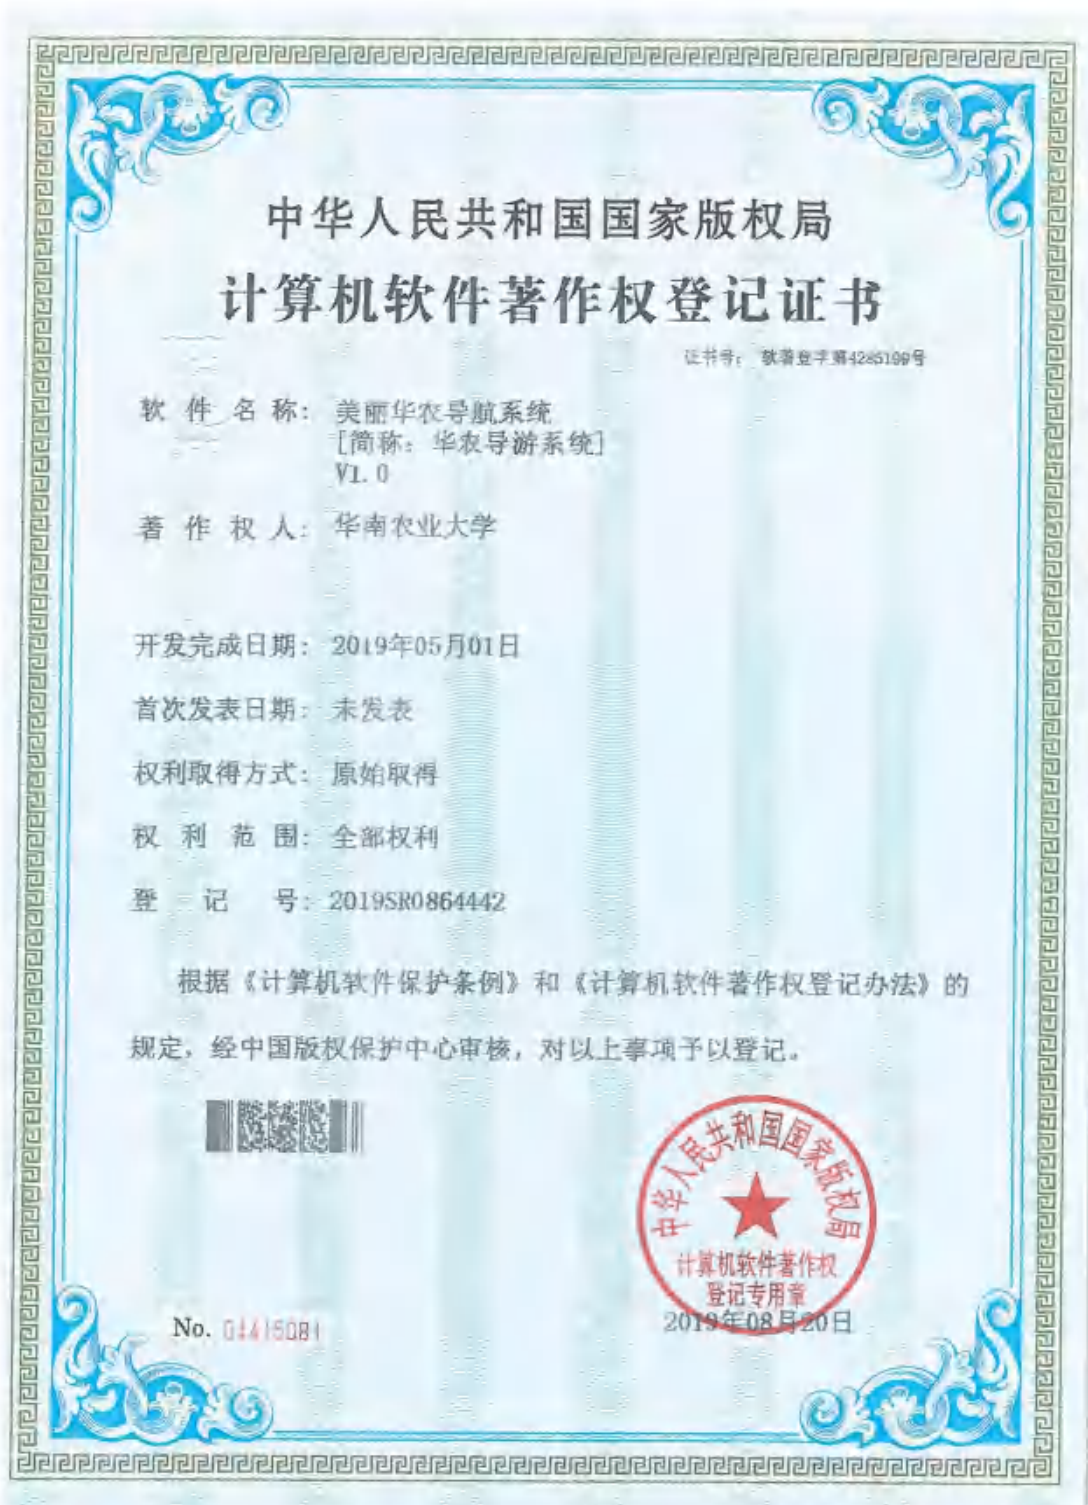 中华人民共和国国家版权局
计算机软件著作权登记证书
证书号： 软著登字第4285199号
软件名称： 美丽华农导航系统
[简称：华农导游系统]
V1.0
著作权人： 华南农业大学
开发完成日期： 2019年05月01日
首次发表日期： 未发表
权利取得方式： 原始取得
权利范围： 全部权利
登记号： 2019SR0864442
根据《计算机软件保护条例》和《计算机软件著作权登记办法》的
规定，经中国版权保护中心审核，对以上事项予以登记。
中华人民共和国国家版权局
计算机软件著作权
登记专用章
No. 04415081
2019年08月20日